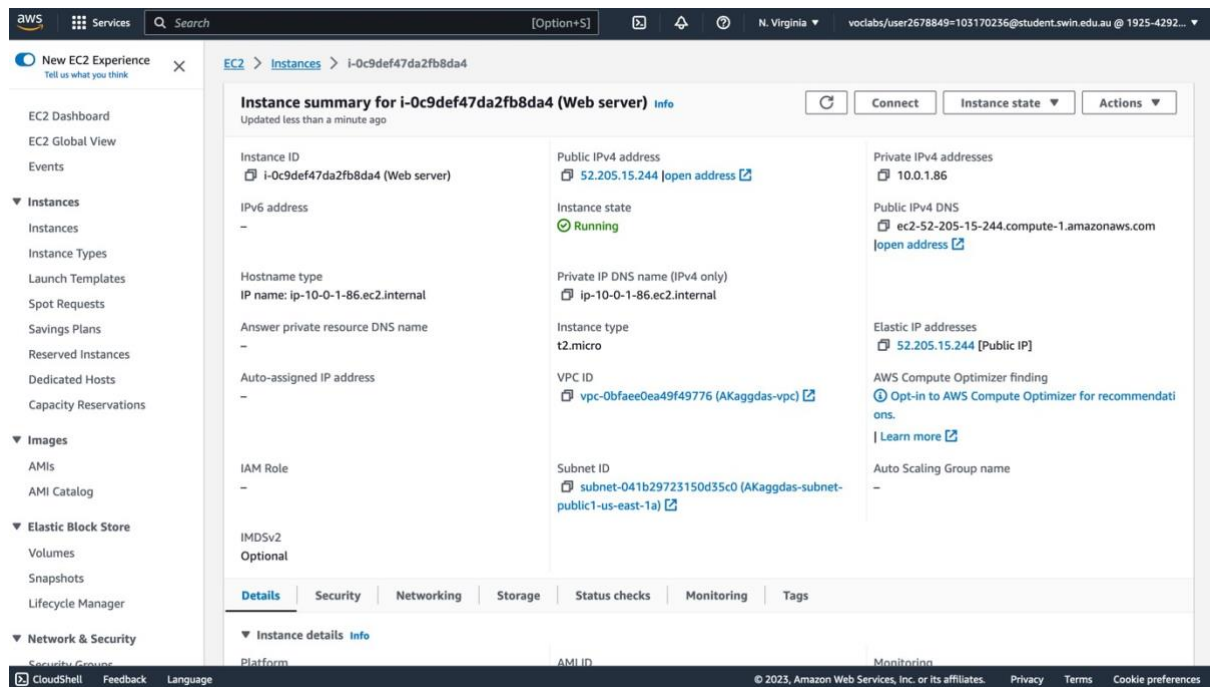 aws Services Search [Option+S] N. Virginia ▼ voclabs/user2678849=103170236@student.swin.edu.au @ 1925-4292... ▼
New EC2 Experience
Tell us what you think
EC2 Dashboard
EC2 Global View
Events
▼ Instances
Instances
Instance Types
Launch Templates
Spot Requests
Savings Plans
Reserved Instances
Dedicated Hosts
Capacity Reservations
▼ Images
AMIs
AMI Catalog
▼ Elastic Block Store
Volumes
Snapshots
Lifecycle Manager
▼ Network & Security
Security Groups
EC2 > Instances > i-0c9def47da2fb8da4
Instance summary for i-0c9def47da2fb8da4 (Web server) Info
Updated less than a minute ago
Connect Instance state ▼ Actions ▼
Instance ID
i-0c9def47da2fb8da4 (Web server)
Public IPv4 address
52.205.15.244 |open address
Private IPv4 addresses
10.0.1.86
IPv6 address
–
Instance state
Running
Public IPv4 DNS
ec2-52-205-15-244.compute-1.amazonaws.com
|open address
Hostname type
IP name: ip-10-0-1-86.ec2.internal
Private IP DNS name (IPv4 only)
ip-10-0-1-86.ec2.internal
Answer private resource DNS name
–
Instance type
t2.micro
Elastic IP addresses
52.205.15.244 [Public IP]
Auto-assigned IP address
–
VPC ID
vpc-0bfaee0ea49f49776 (AKaggdas-vpc)
AWS Compute Optimizer finding
Opt-in to AWS Compute Optimizer for recommendati
ons.
| Learn more
IAM Role
–
Subnet ID
subnet-041b29723150d35c0 (AKaggdas-subnet-
public1-us-east-1a)
Auto Scaling Group name
–
IMDSv2
Optional
Details Security Networking Storage Status checks Monitoring Tags
▼ Instance details Info
Platform AMI ID Monitoring
CloudShell Feedback Language © 2023, Amazon Web Services, Inc. or its affiliates. Privacy Terms Cookie preferences